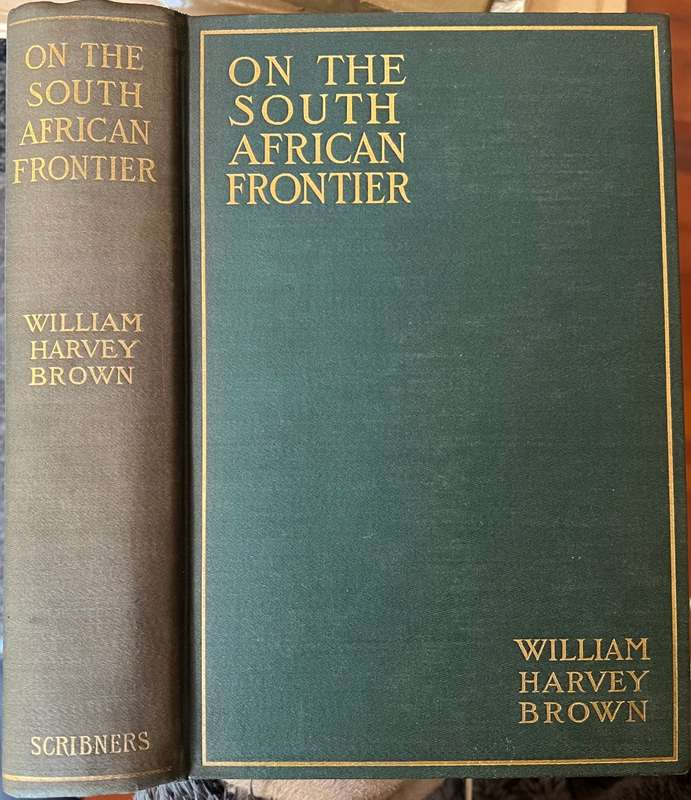 ON THE
SOUTH
AFRICAN
FRONTIER
WILLIAM
HARVEY
BROWN
SCRIBNERS
ON THE
SOUTH
AFRICAN
FRONTIER
WILLIAM
HARVEY
BROWN